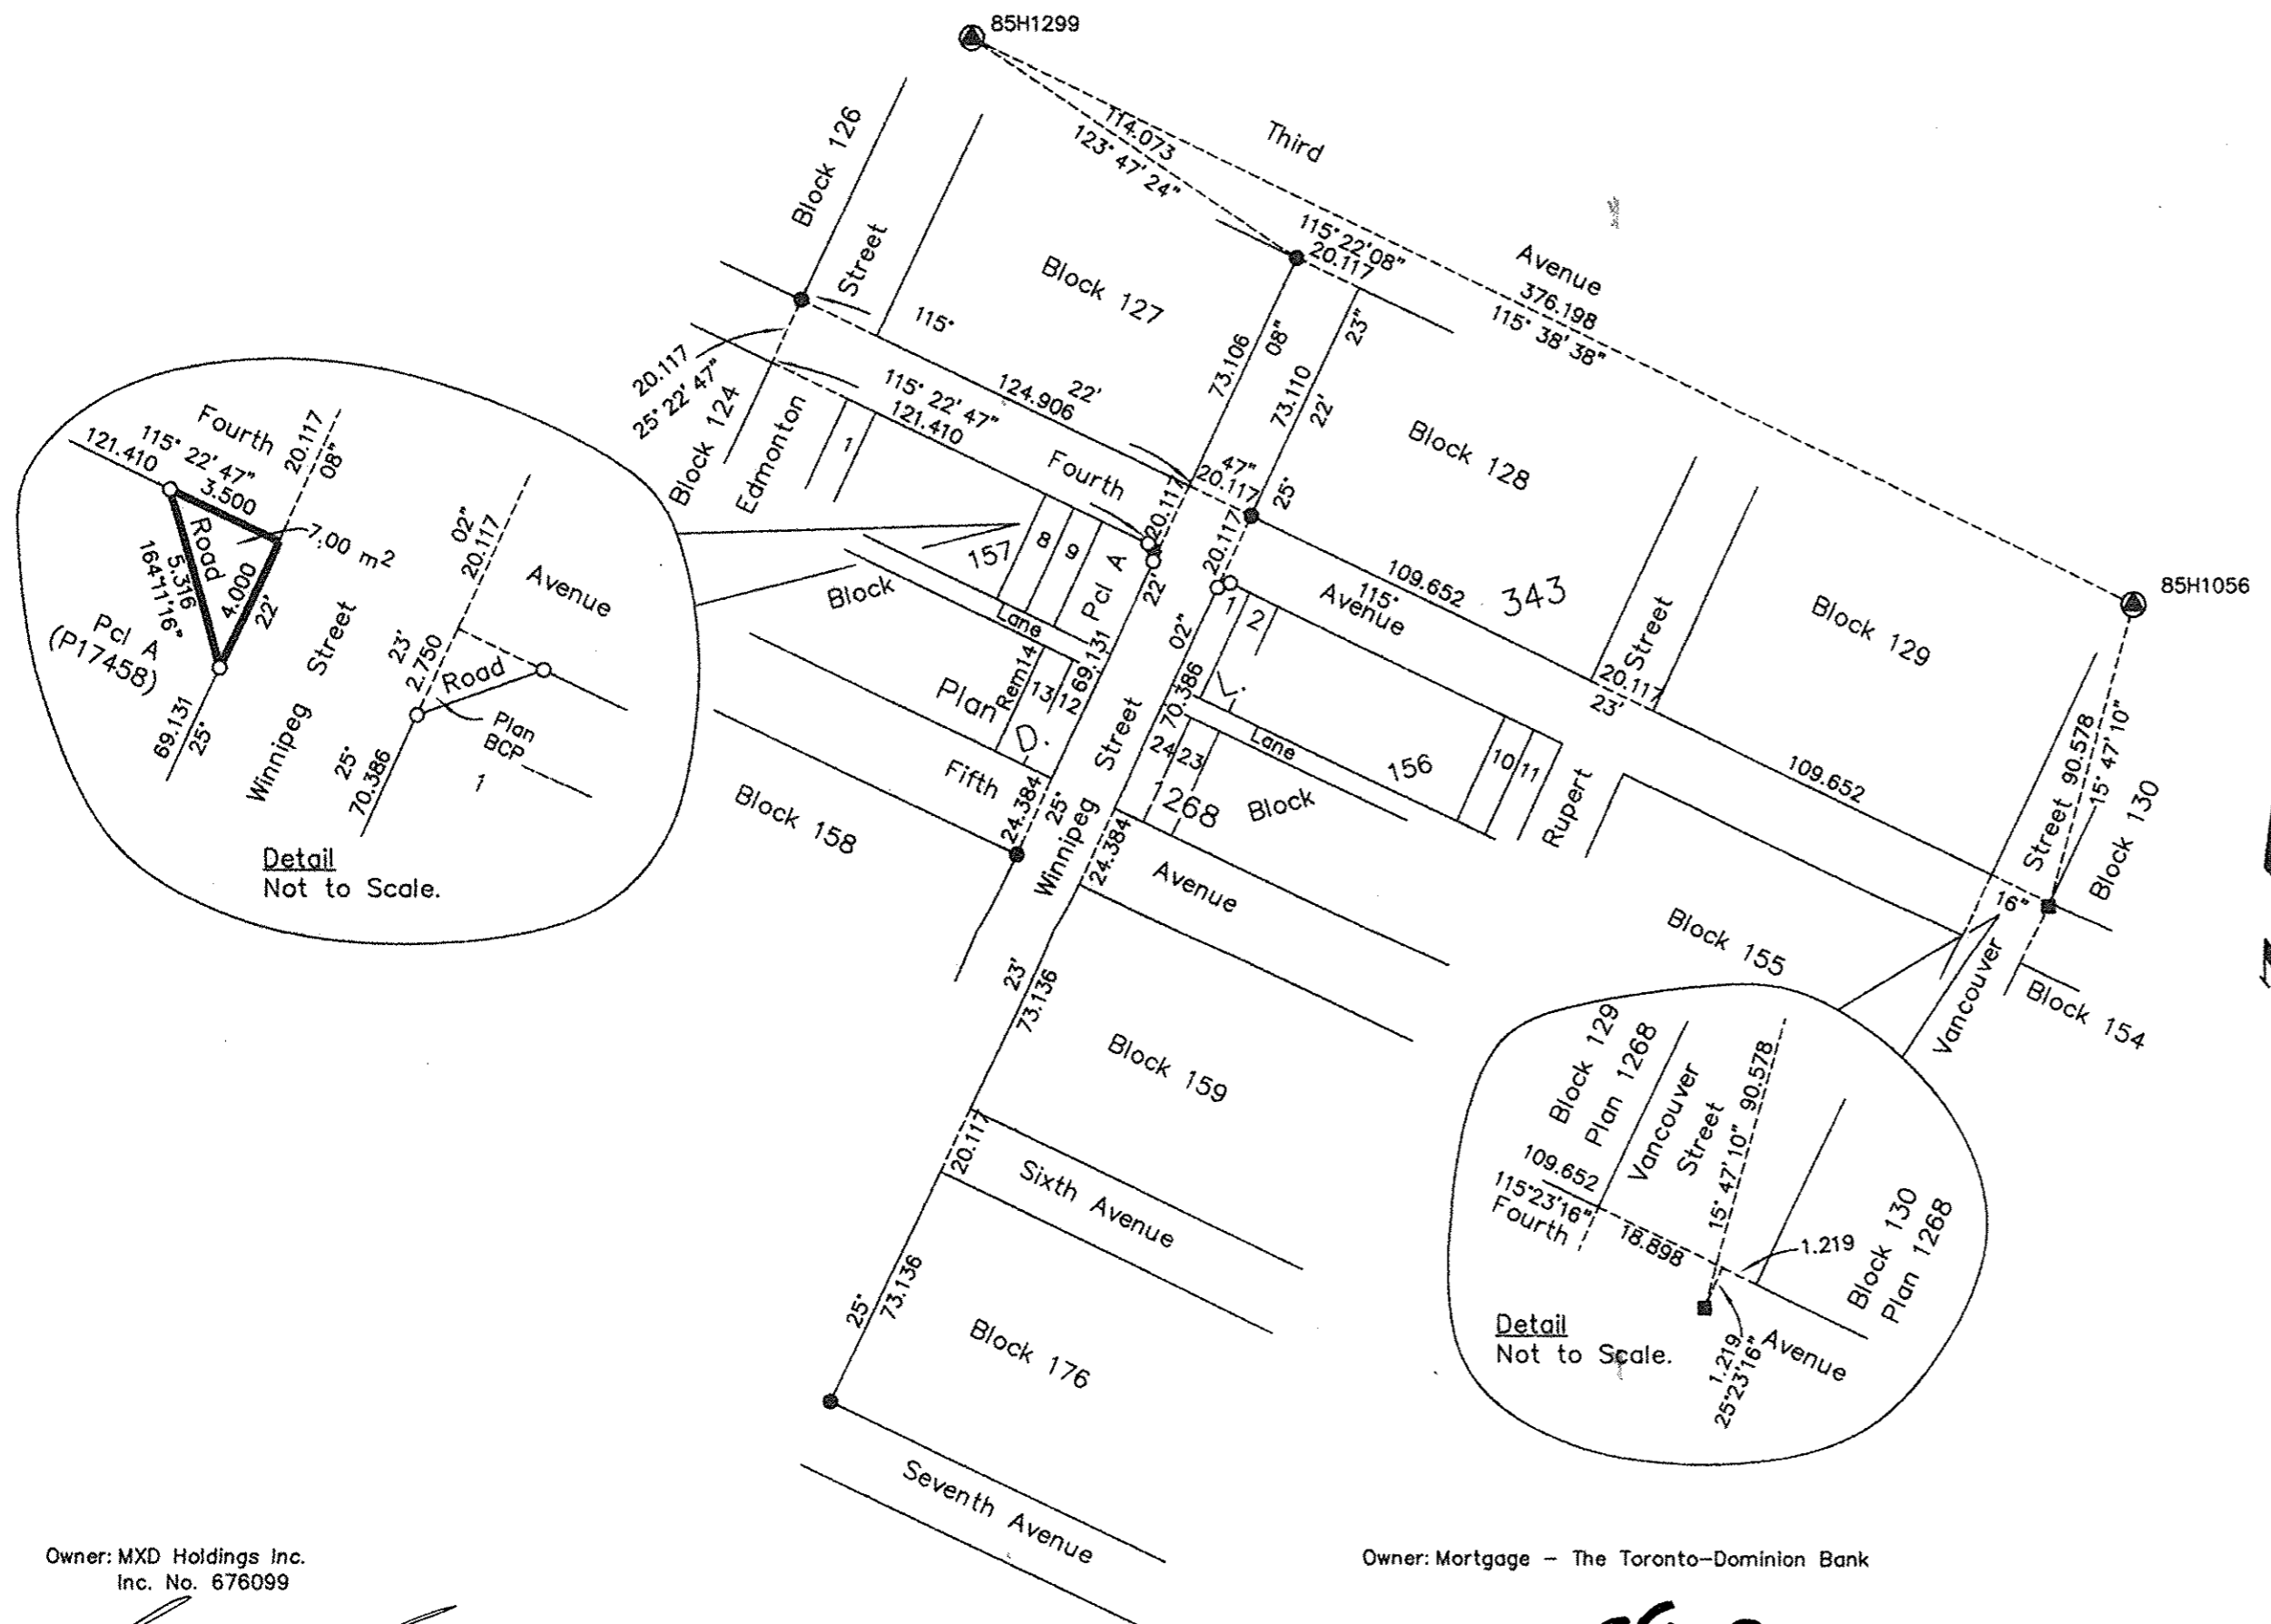 85H1299
Third
Avenue
114.073
123° 47' 24"
115° 22' 08"
20.117
376.198
115° 38' 38"
85H1056
Block 126
Street
Block 127
115°
22'
47"
124.906
20.117
73.106
08"
73.110
23"
22'
25°
Block 128
Block 129
20.117
25° 22' 47"
Block 124
Edmonton
115° 22' 47"
121.410
1
Fourth
20.117
20.117
Avenue
109.652
115°
343
Street
20.117
23'
109.652
16"
Street 90.578
15° 47' 10"
Block 130
Block
157
8
9
Pcl A
22'
Lane
69.131
02"
70.386
1
2
L.
Plan
Rem14
13
12
D.
Street
24
23
Lane
156
10
11
1268
Block
Rupert
Fifth
24.384
25°
Winnipeg
24.384
Avenue
Block 158
Block 155
Vancouver
Block 154
23'
73.136
Block 159
20.117
Sixth Avenue
25°
73.136
Block 176
Seventh Avenue
Fourth
20.117
08"
115° 22' 47"
121.410
3.500
Road
7.00 m2
164°11'16"
5.316
4.000
22'
Pcl A
(P17458)
69.131
25°
Winnipeg Street
02"
20.117
Avenue
23'
2.750
Road
Plan
BCP
1
25°
70.386
Detail
Not to Scale.
Block 129
Plan 1268
Vancouver
Street
15° 47' 10" 90.578
109.652
115°23'16"
Fourth
18.898
1.219
Block 130
Plan 1268
1.219
25°23'16"
Avenue
Detail
Not to Scale.
Owner: MXD Holdings Inc.
Inc. No. 676099
Owner: Mortgage – The Toronto–Dominion Bank